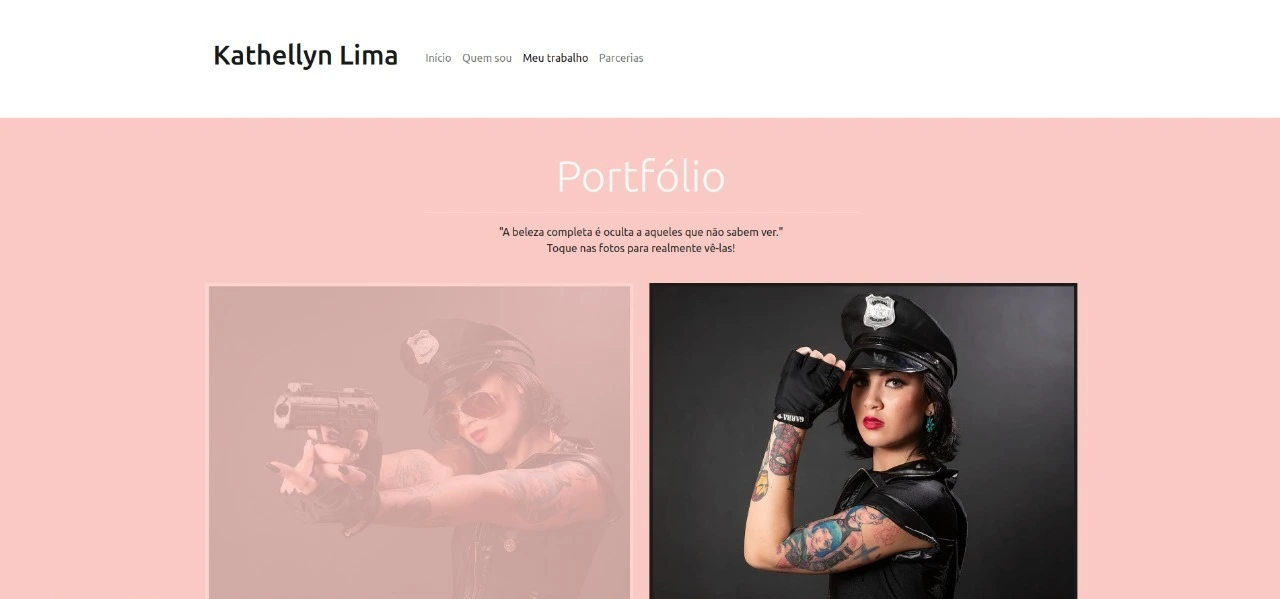 Kathellyn Lima
Início Quem sou Meu trabalho Parcerias
Portfólio
"A beleza completa é oculta a aqueles que não sabem ver."
Toque nas fotos para realmente vê-las!
GARRA